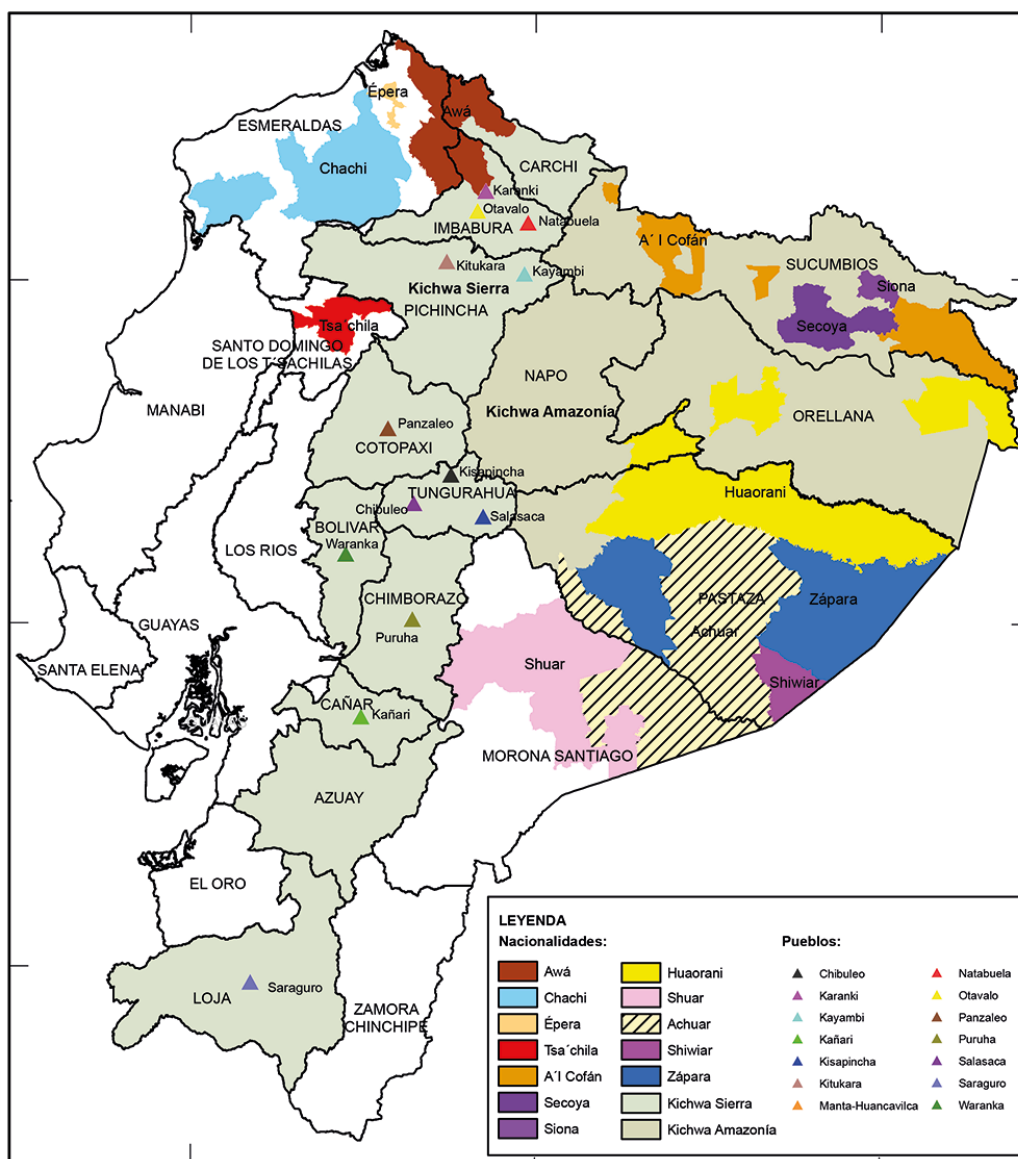 Épera
Awá
ESMERALDAS
Chachi
CARCHI
Karanki
Otavalo
Natabuela
IMBABURA
A´ I Cofán
Kitukara
Kayambi
SUCUMBIOS
Siona
Kichwa Sierra
PICHINCHA
Tsa´chila
Secoya
SANTO DOMINGO
DE LOS T´SACHILAS
NAPO
MANABI
Kichwa Amazonía
ORELLANA
Panzaleo
COTOPAXI
Kisapincha
TUNGURAHUA
Huaorani
Chibuleo
Salasaca
BOLIVAR
Waranka
LOS RIOS
CHIMBORAZO
PASTAZA
Zápara
GUAYAS
Puruha
Achuar
SANTA ELENA
Shuar
Shiwiar
CAÑAR
Kañari
MORONA SANTIAGO
AZUAY
EL ORO
LOJA
Saraguro
ZAMORA
CHINCHIPE
LEYENDA
Nacionalidades:
Awá
Chachi
Épera
Tsa´chila
A´I Cofán
Secoya
Siona
Huaorani
Shuar
Achuar
Shiwiar
Zápara
Kichwa Sierra
Kichwa Amazonía
Pueblos:
Chibuleo
Karanki
Kayambi
Kañari
Kisapincha
Kitukara
Manta-Huancavilca
Natabuela
Otavalo
Panzaleo
Puruha
Salasaca
Saraguro
Waranka